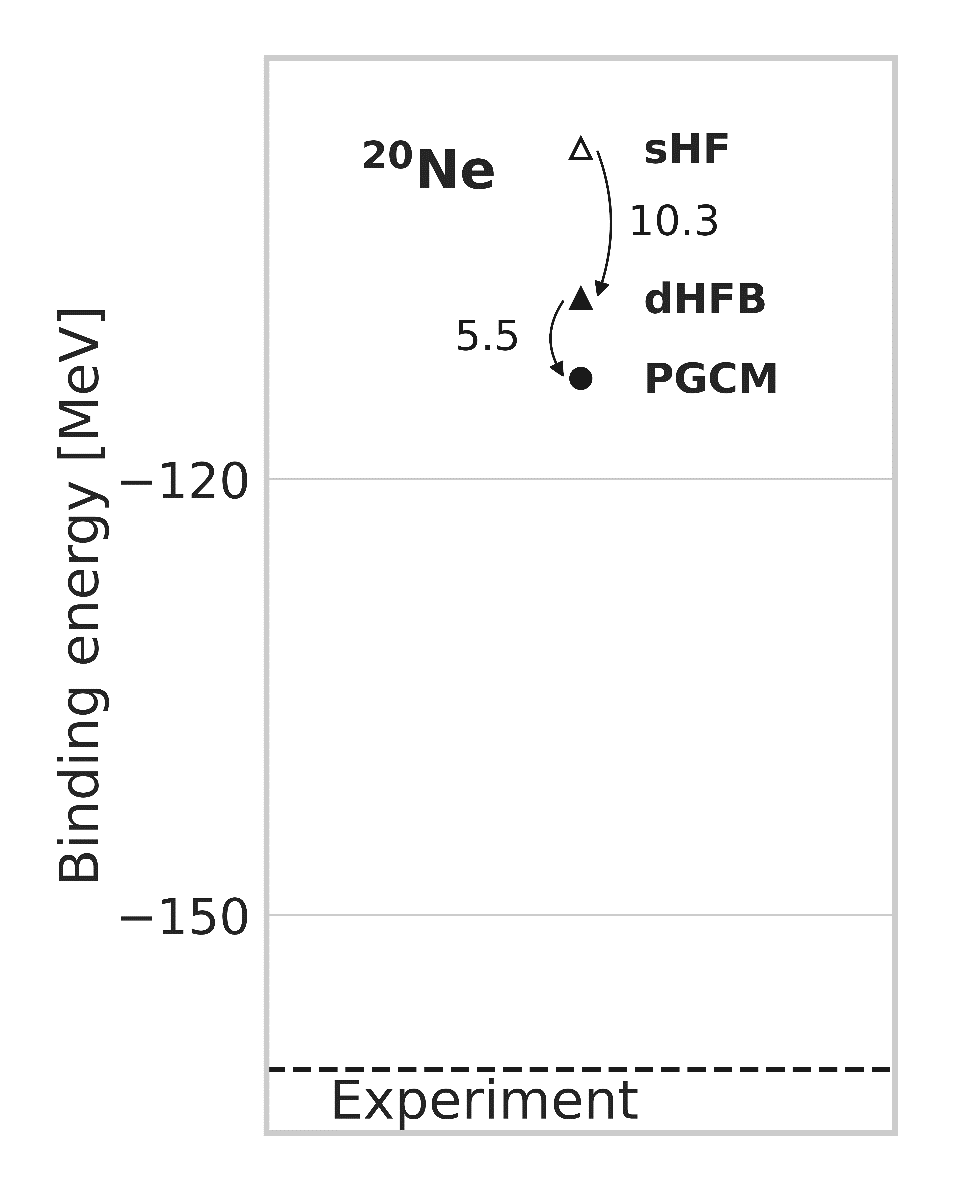 ²⁰Ne
sHF
10.3
dHFB
5.5
PGCM
Binding energy [MeV]
−120
−150
Experiment